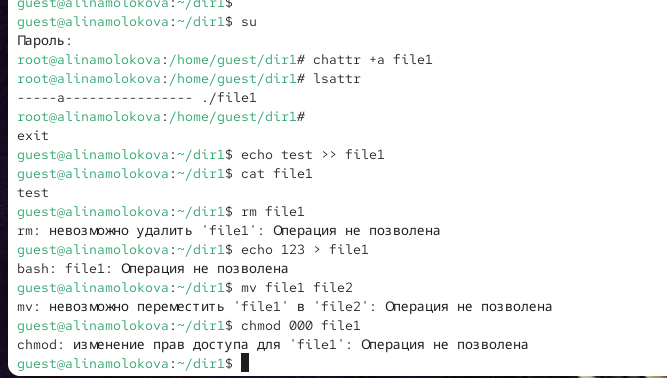 guest@alinamolokova:~/dir1$
guest@alinamolokova:~/dir1$ su
Пароль:
root@alinamolokova:/home/guest/dir1# chattr +a file1
root@alinamolokova:/home/guest/dir1# lsattr
-----a---------------- ./file1
root@alinamolokova:/home/guest/dir1#
exit
guest@alinamolokova:~/dir1$ echo test >> file1
guest@alinamolokova:~/dir1$ cat file1
test
guest@alinamolokova:~/dir1$ rm file1
rm: невозможно удалить 'file1': Операция не позволена
guest@alinamolokova:~/dir1$ echo 123 > file1
bash: file1: Операция не позволена
guest@alinamolokova:~/dir1$ mv file1 file2
mv: невозможно переместить 'file1' в 'file2': Операция не позволена
guest@alinamolokova:~/dir1$ chmod 000 file1
chmod: изменение прав доступа для 'file1': Операция не позволена
guest@alinamolokova:~/dir1$